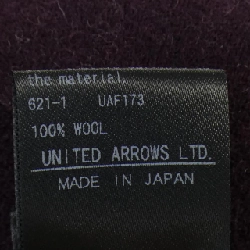 the material.
621-1 UAF173
100% WOOL
UNITED ARROWS LTD.
MADE IN JAPAN